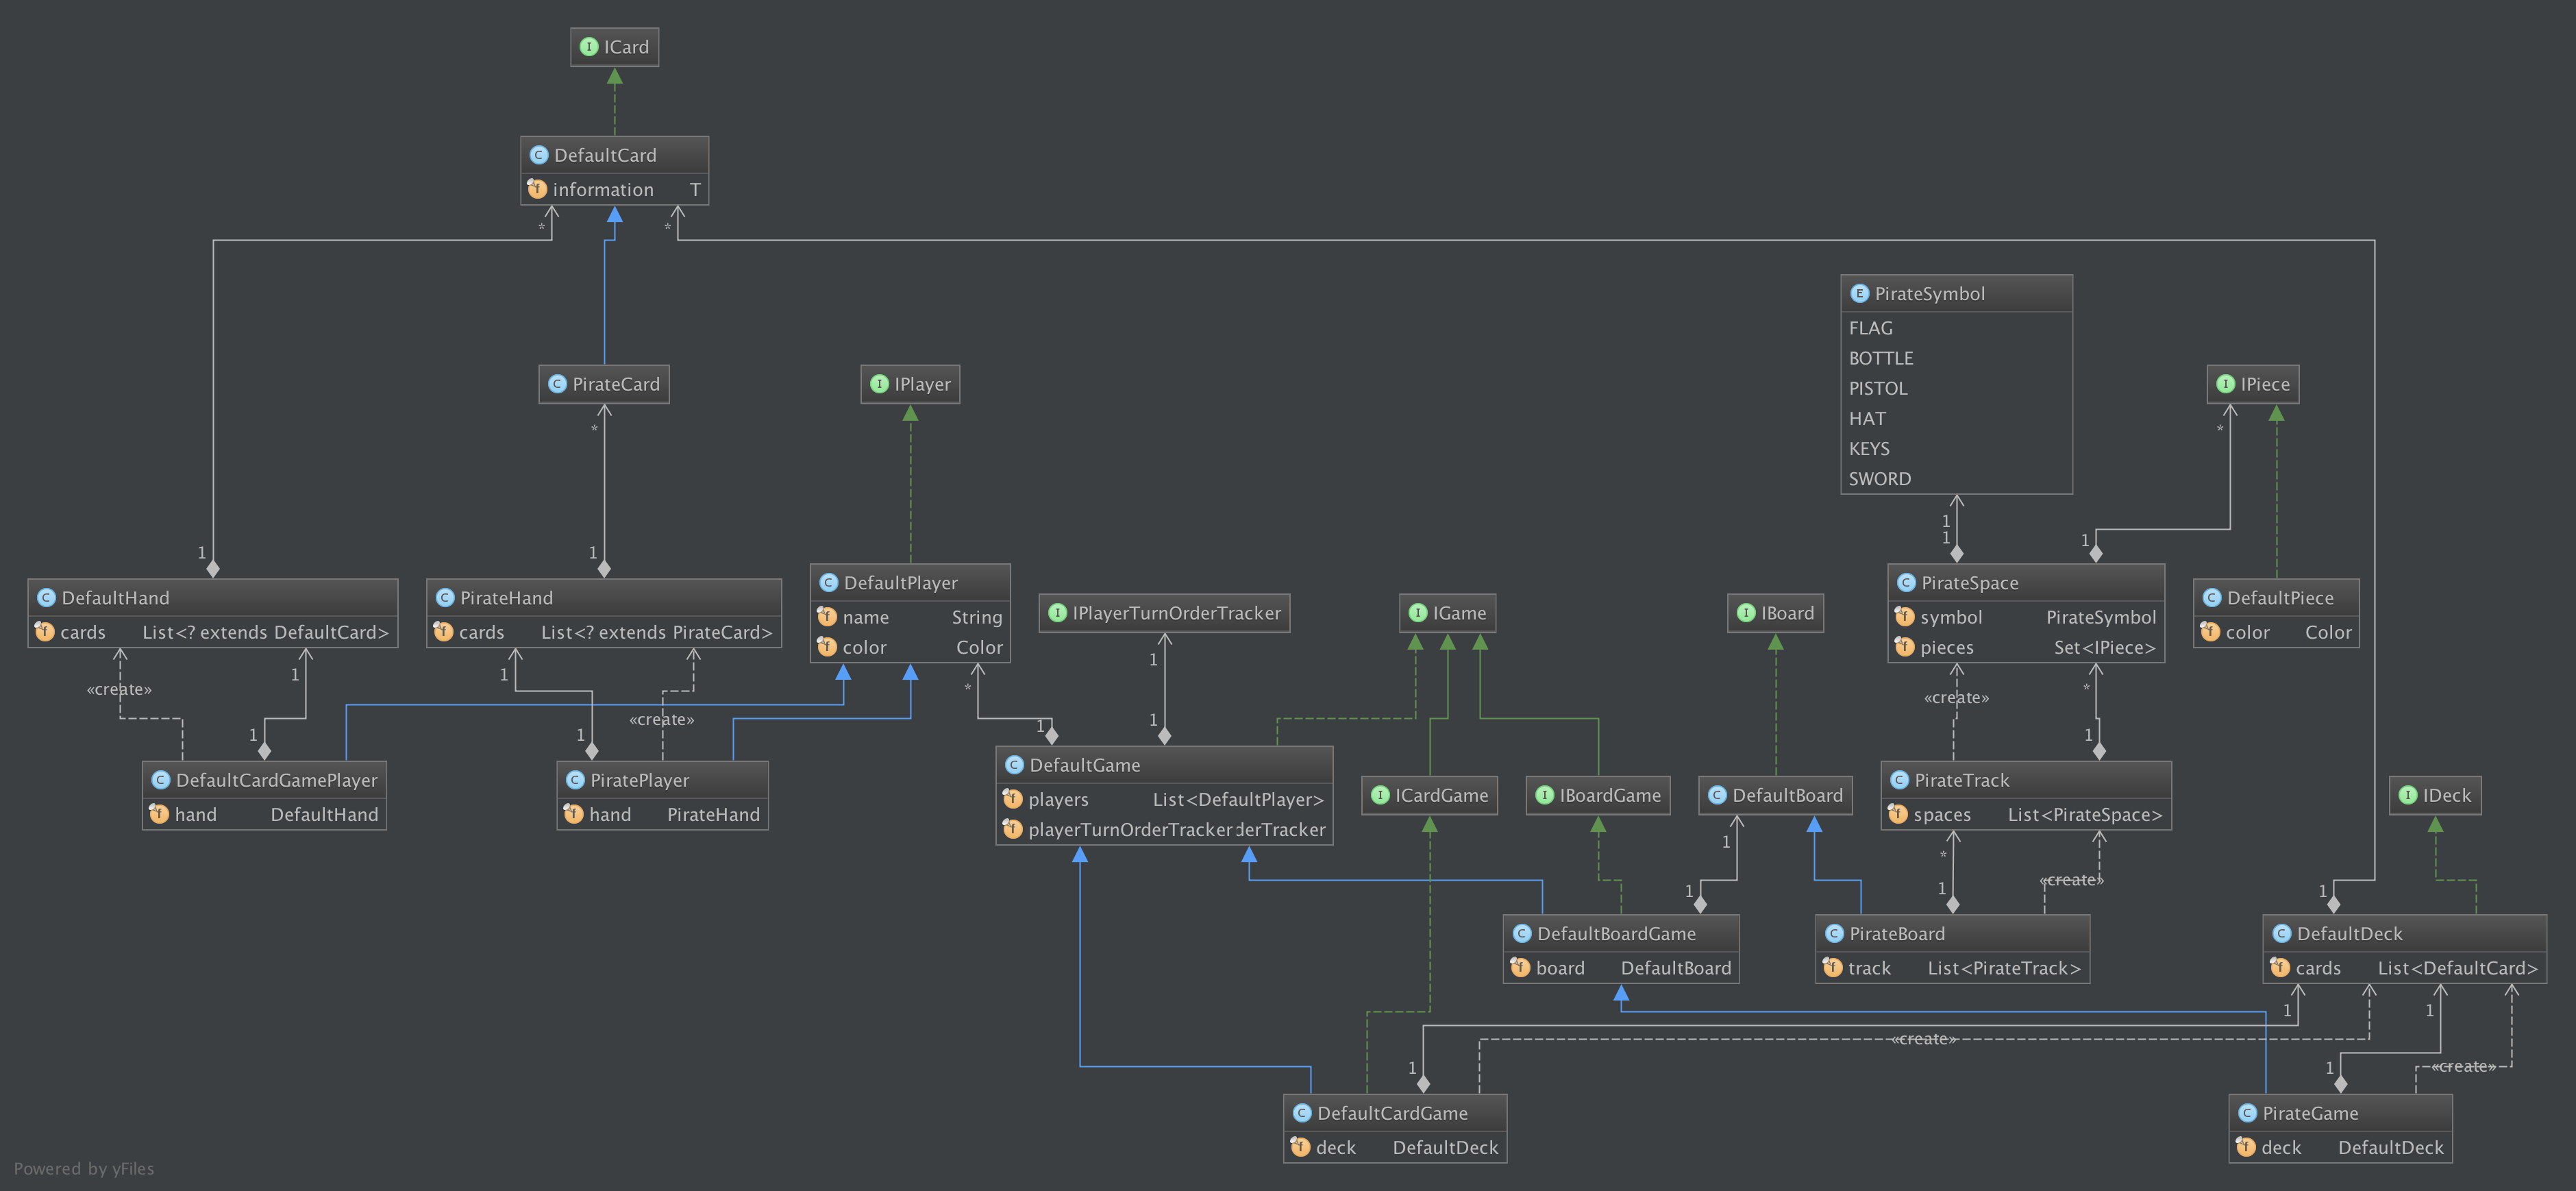 I ICard
C DefaultCard
f information T
*
*
E PirateSymbol
FLAG
BOTTLE
PISTOL
HAT
KEYS
SWORD
C PirateCard
I IPlayer
I IPiece
*
*
1
1
1
1
1
C DefaultHand
f cards List<? extends DefaultCard>
C PirateHand
f cards List<? extends PirateCard>
C DefaultPlayer
f name String
f color Color
I IPlayerTurnOrderTracker
I IGame
I IBoard
C PirateSpace
f symbol PirateSymbol
f pieces Set<IPiece>
C DefaultPiece
f color Color
«create»
1
1
«create»
*
1
«create»
*
1
1
1
1
1
C DefaultCardGamePlayer
f hand DefaultHand
C PiratePlayer
f hand PirateHand
C DefaultGame
f players List<DefaultPlayer>
f playerTurnOrderTracker derTracker
I ICardGame
I IBoardGame
C DefaultBoard
C PirateTrack
f spaces List<PirateSpace>
I IDeck
1
*
«create»
1
1
1
C DefaultBoardGame
f board DefaultBoard
C PirateBoard
f track List<PirateTrack>
C DefaultDeck
f cards List<DefaultCard>
1
1
«create»
1
1
«create»
C DefaultCardGame
f deck DefaultDeck
C PirateGame
f deck DefaultDeck
Powered by yFiles